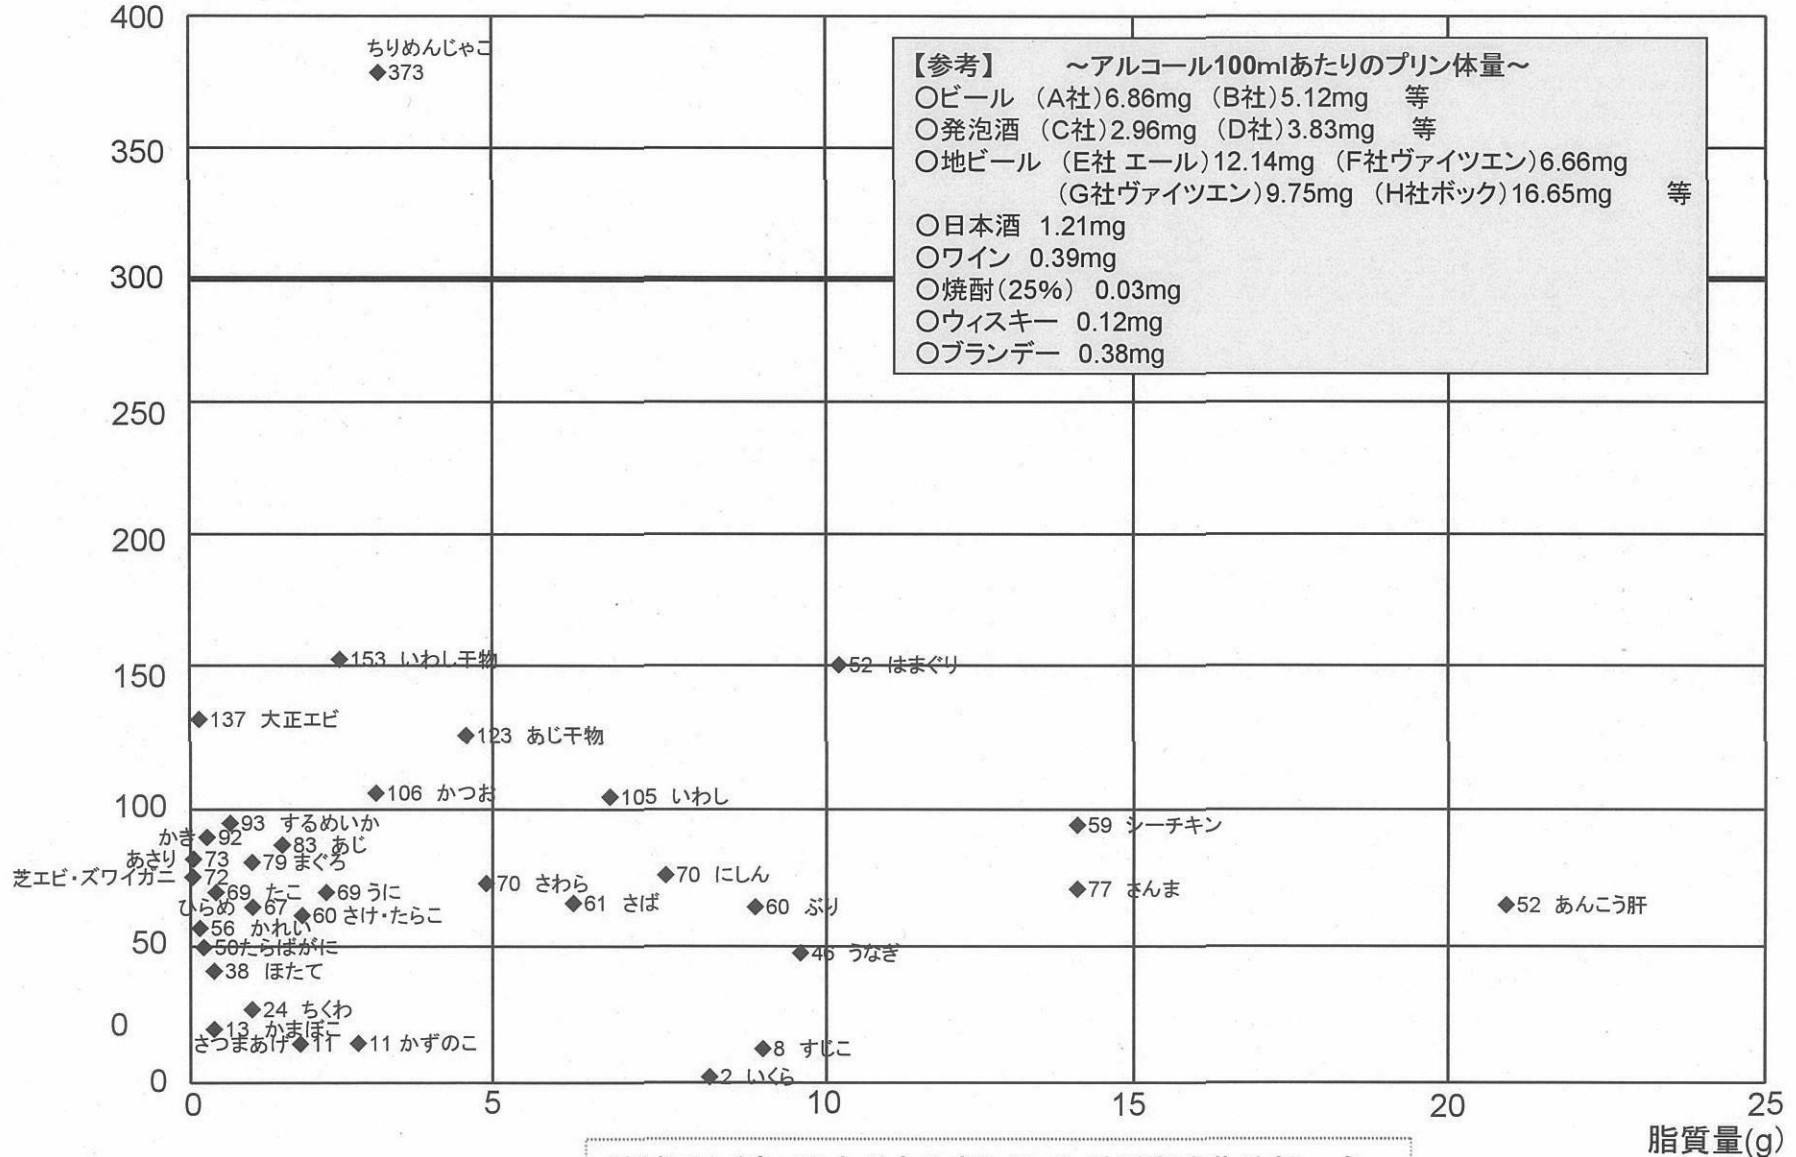 400
ちりめんじゃこ
373
【参考】 ～アルコール100mlあたりのプリン体量～
○ビール （A社）6.86mg （B社）5.12mg 等
○発泡酒 （C社）2.96mg （D社）3.83mg 等
○地ビール （E社 エール）12.14mg （F社ヴァイツエン）6.66mg
（G社ヴァイツエン）9.75mg （H社ボック）16.65mg 等
○日本酒 1.21mg
○ワイン 0.39mg
○焼酎（25%） 0.03mg
○ウィスキー 0.12mg
○ブランデー 0.38mg
350
300
250
200
150
153 いわし干物
52 はまぐり
137 大正エビ
123 あじ干物
100
106 かつお
105 いわし
93 するめいか
59 シーチキン
かき 92
83 あじ
あさり 73
79 まぐろ
芝エビ・ズワイガニ 72
70 さわら
70 にしん
69 たこ
69 うに
77 さんま
ひらめ 67
60 さけ・たらこ
61 さば
60 ぶり
52 あんこう肝
56 かれい
50
50たらばがに
46 うなぎ
38 ほたて
24 ちくわ
0
13 かまぼこ
さつまあげ 11
11 かずのこ
8 すじこ
2 いくら
0
0 5 10 15 20 25
脂質量(g)